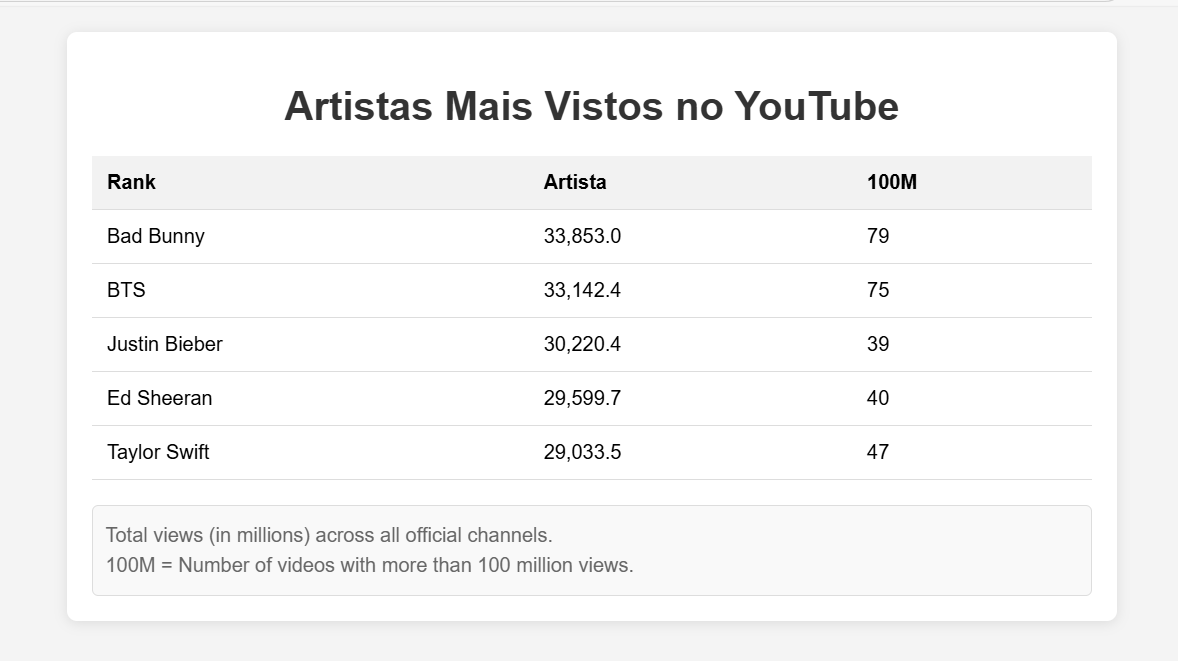 Artistas Mais Vistos no YouTube
Rank Artista 100M
Bad Bunny 33,853.0 79
BTS 33,142.4 75
Justin Bieber 30,220.4 39
Ed Sheeran 29,599.7 40
Taylor Swift 29,033.5 47
Total views (in millions) across all official channels.
100M = Number of videos with more than 100 million views.